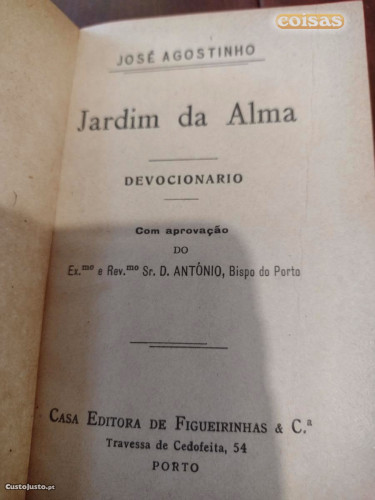 coisas
JOSÉ AGOSTINHO
Jardim da Alma
DEVOCIONARIO
Com aprovação
DO
Ex.mo e Rev.mo Sr. D. ANTÓNIO, Bispo do Porto
CASA EDITORA DE FIGUEIRINHAS & C.ª
Travessa de Cedofeita, 54
PORTO
CustoJusto.pt